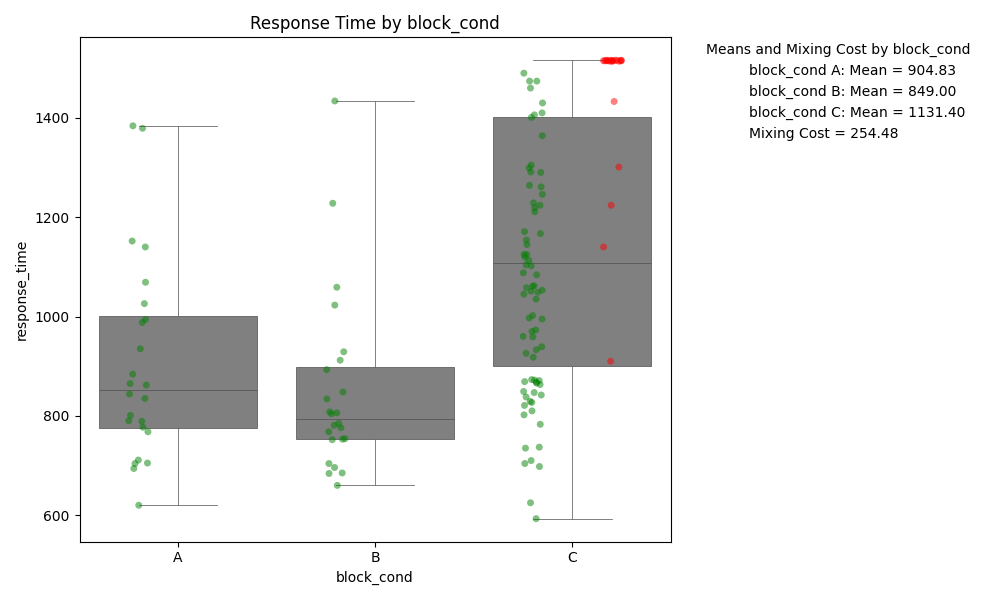 Response Time by block_cond
Means and Mixing Cost by block_cond
block_cond A: Mean = 904.83
block_cond B: Mean = 849.00
block_cond C: Mean = 1131.40
Mixing Cost = 254.48
response_time
1400
1200
1000
800
600
A B C
block_cond